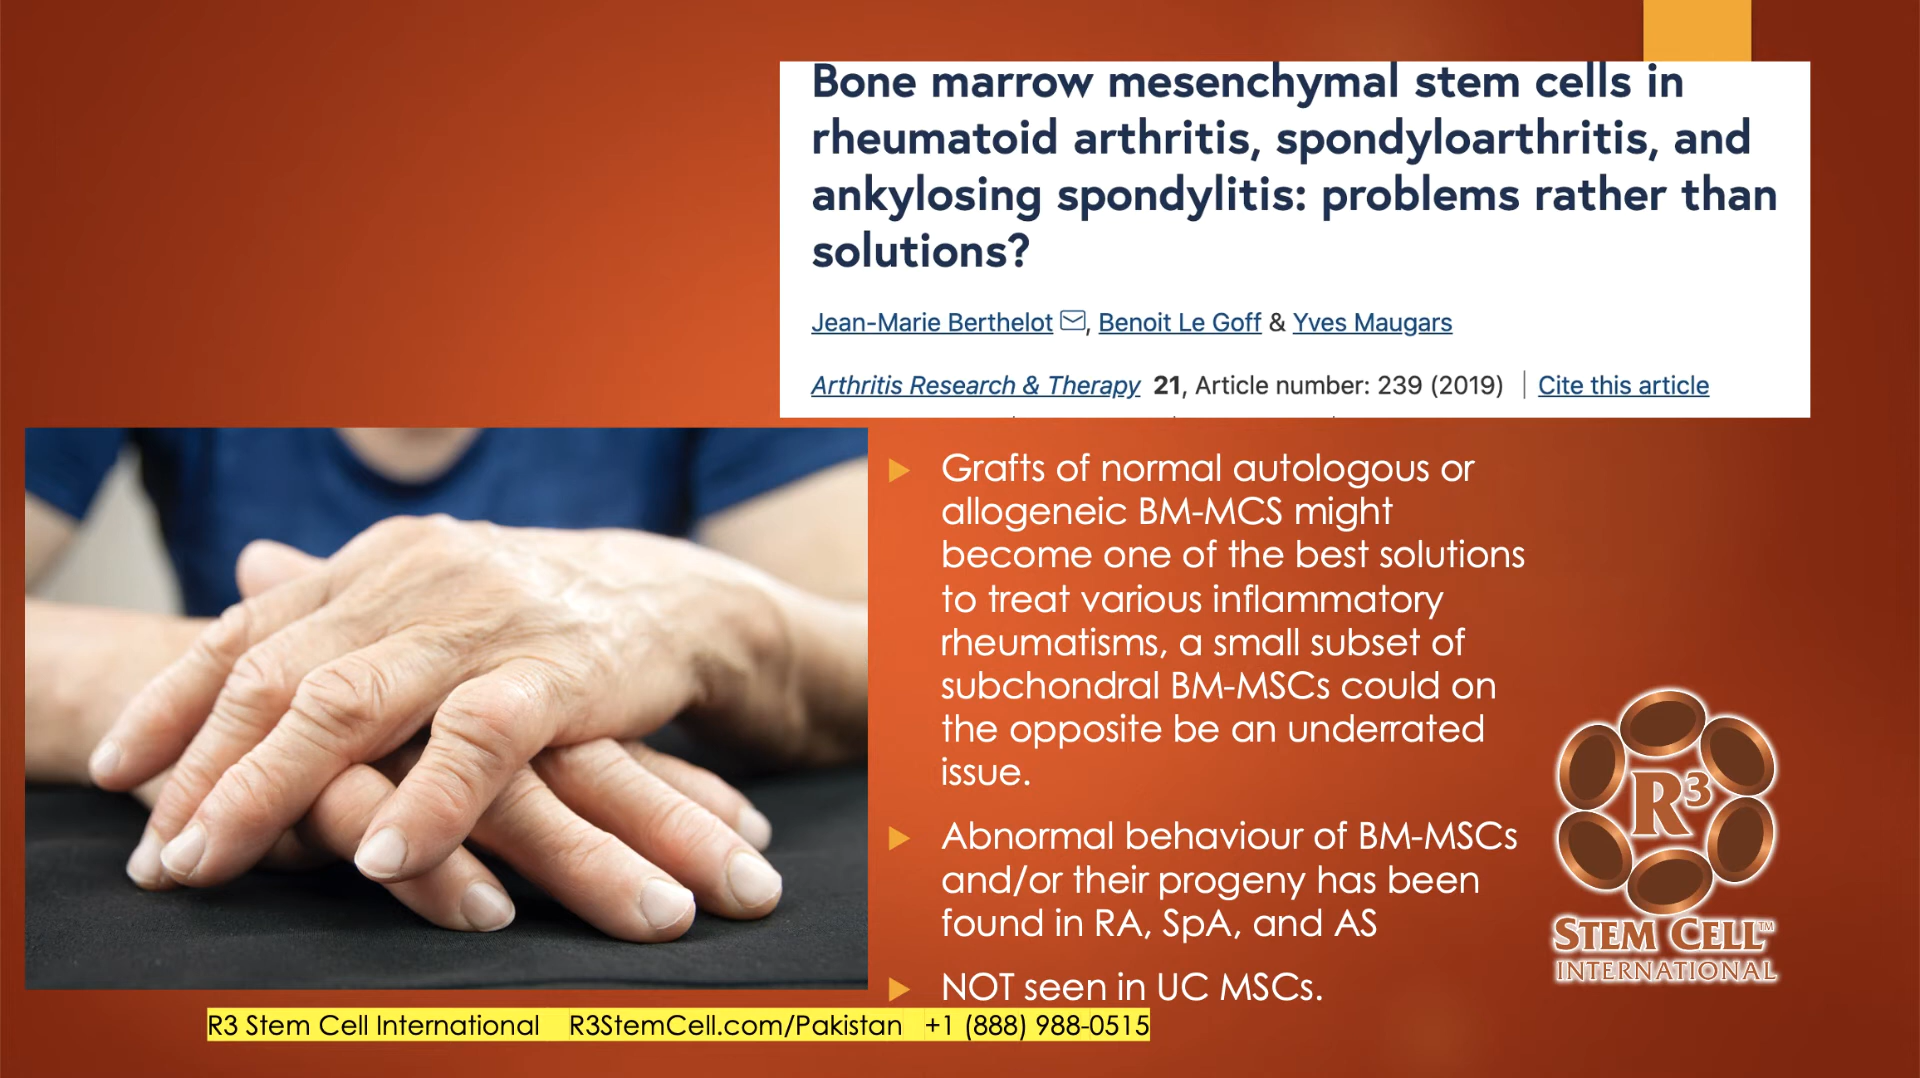 Bone marrow mesenchymal stem cells in
rheumatoid arthritis, spondyloarthritis, and
ankylosing spondylitis: problems rather than
solutions?
Jean-Marie Berthelot, Benoit Le Goff & Yves Maugars
Arthritis Research & Therapy 21, Article number: 239 (2019) | Cite this article
Grafts of normal autologous or
allogeneic BM-MCS might
become one of the best solutions
to treat various inflammatory
rheumatisms, a small subset of
subchondral BM-MSCs could on
the opposite be an underrated
issue.
Abnormal behaviour of BM-MSCs
and/or their progeny has been
found in RA, SpA, and AS
NOT seen in UC MSCs.
R3
STEM CELL™
INTERNATIONAL
R3 Stem Cell International R3StemCell.com/Pakistan +1 (888) 988-0515